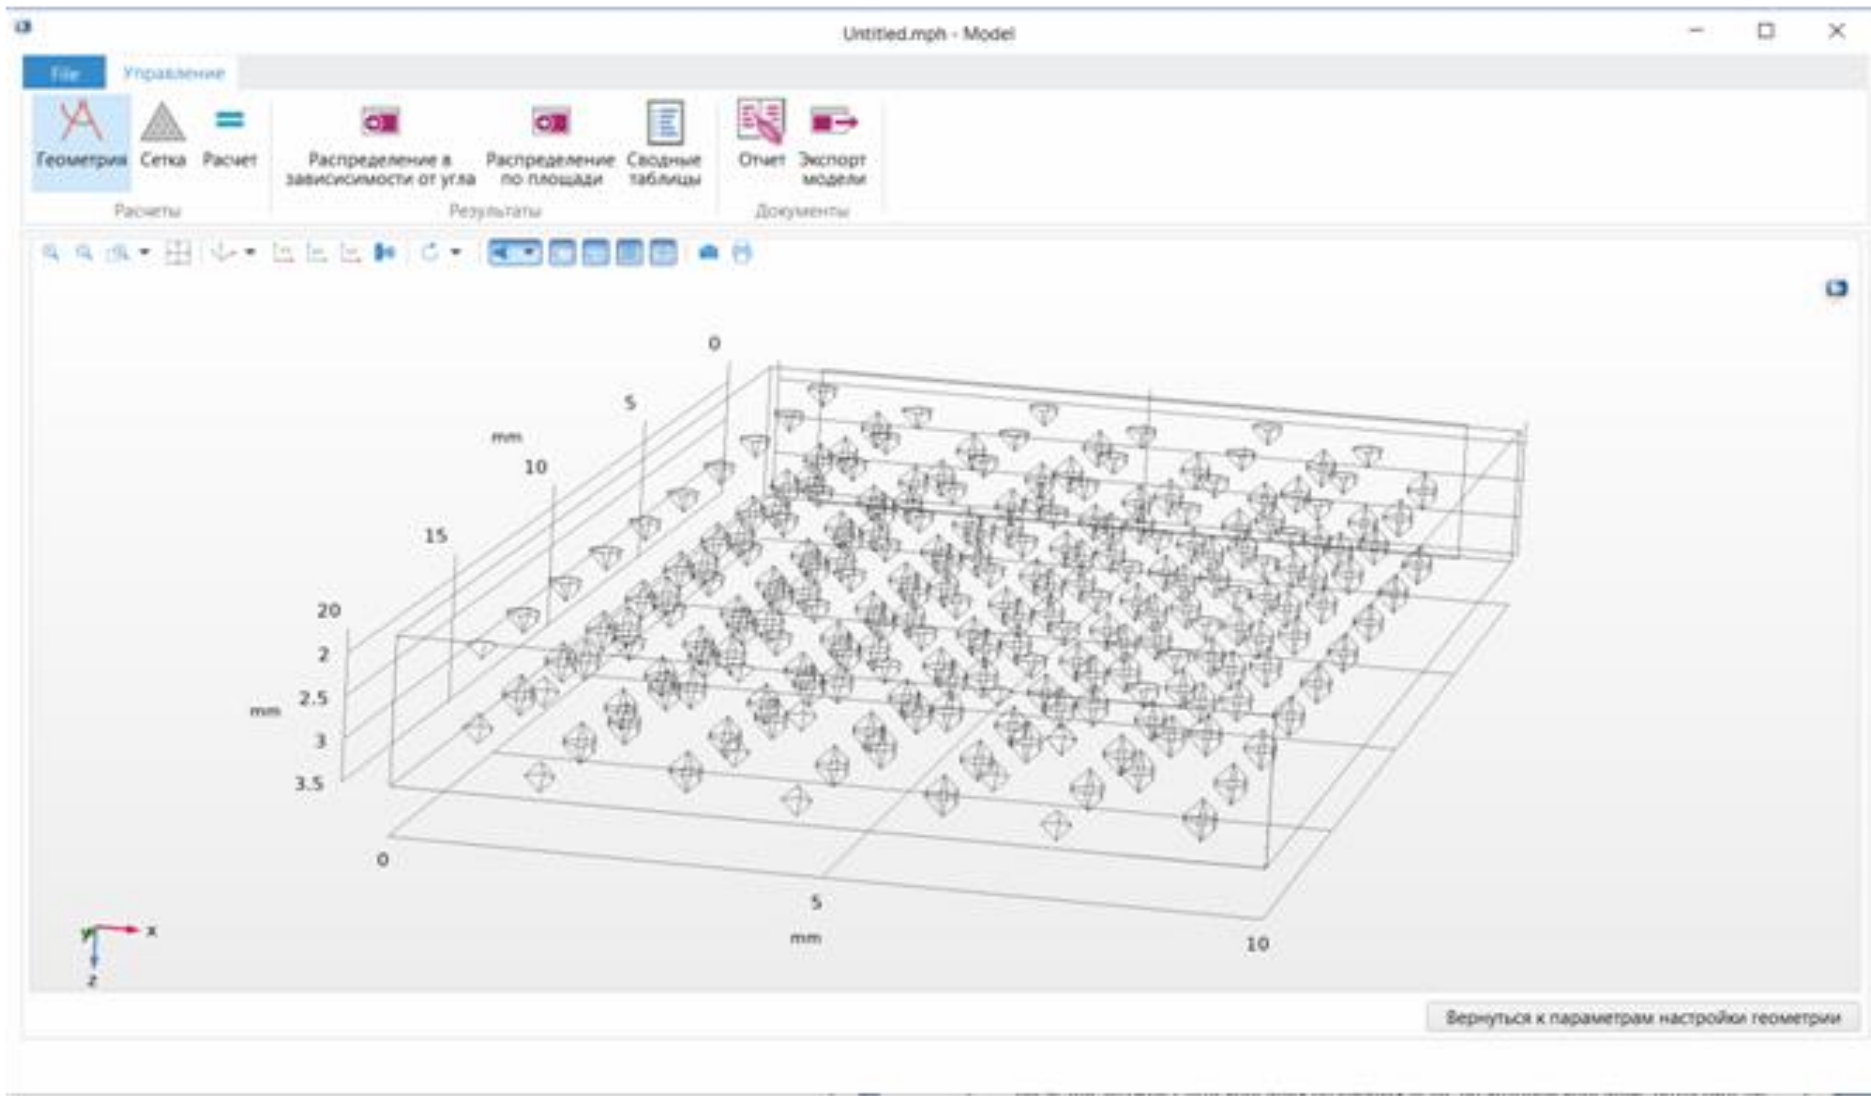 Untitled.mph - Model
File
Управление
Геометрия
Сетка
Расчет
Распределение в
зависисимости от угла
Распределение
по площади
Сводные
таблицы
Отчет
Экспорт
модели
Расчеты
Результаты
Документы
0
5
mm
10
15
20
2
2.5
mm
3
3.5
0
5
mm
10
y
x
z
Вернуться к параметрам настройки геометрии